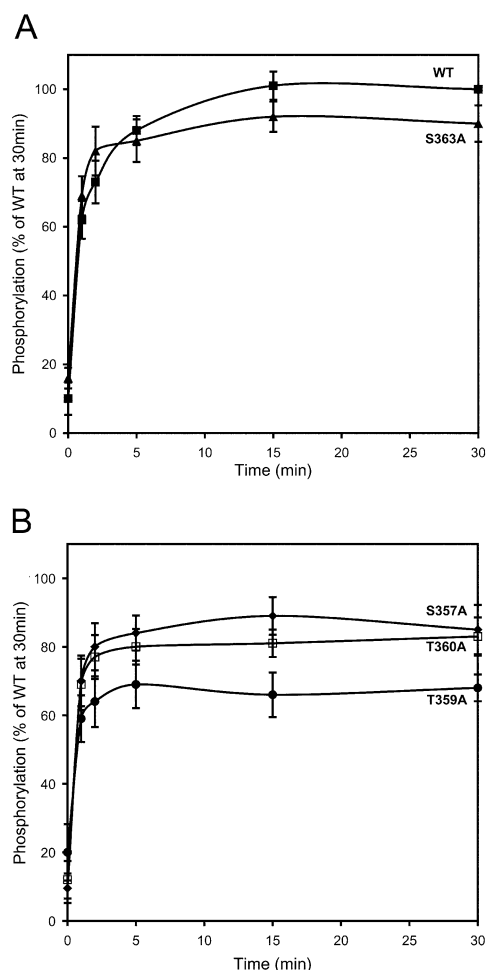 A
Phosphorylation (% of WT at 30min)
100
80
60
40
20
0
WT
S363A
0 5 10 15 20 25 30
Time (min)
B
Phosphorylation (% of WT at 30min)
100
80
60
40
20
0
S357A
T360A
T359A
0 5 10 15 20 25 30
Time (min)